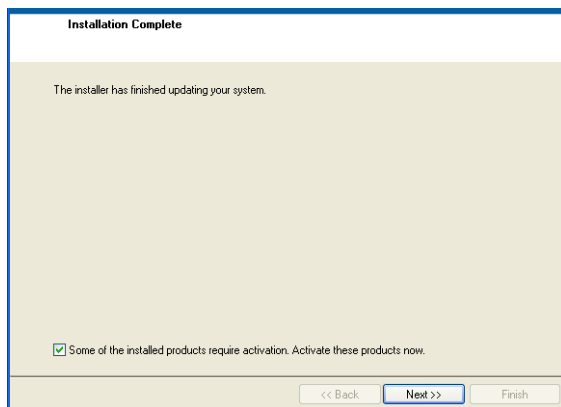 Installation Complete
The installer has finished updating your system.
Some of the installed products require activation. Activate these products now.
<< Back Next >> Finish